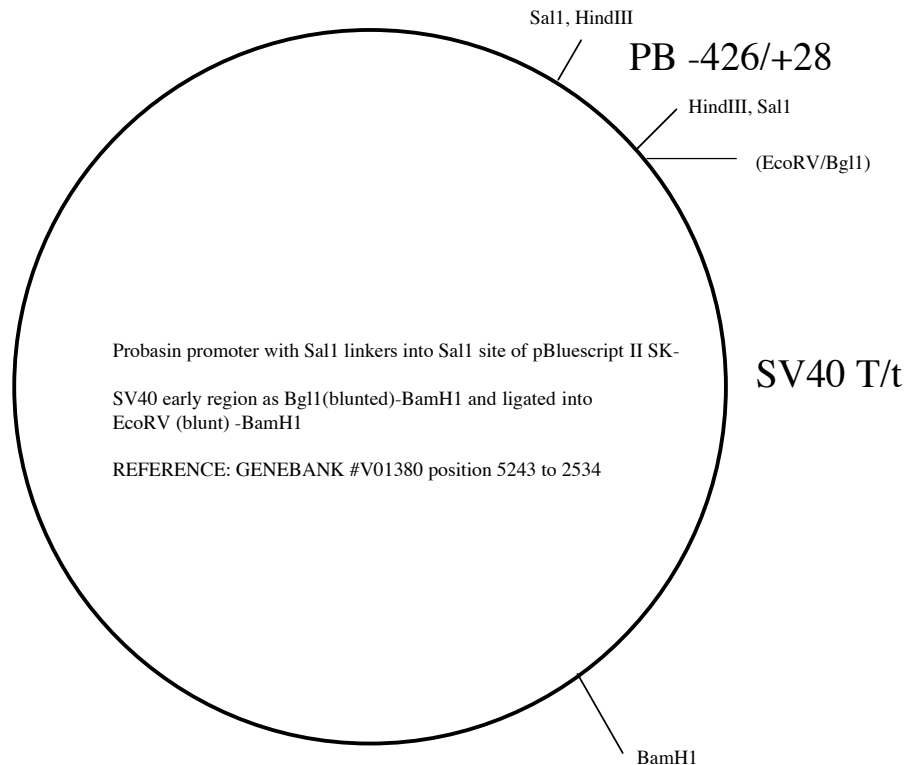 Sal1, HindIII
PB -426/+28
HindIII, Sal1
(EcoRV/Bgl1)
Probasin promoter with Sal1 linkers into Sal1 site of pBluescript II SK-
SV40 T/t
SV40 early region as Bgl1(blunted)-BamH1 and ligated into
EcoRV (blunt) -BamH1
REFERENCE: GENEBANK #V01380 position 5243 to 2534
BamH1